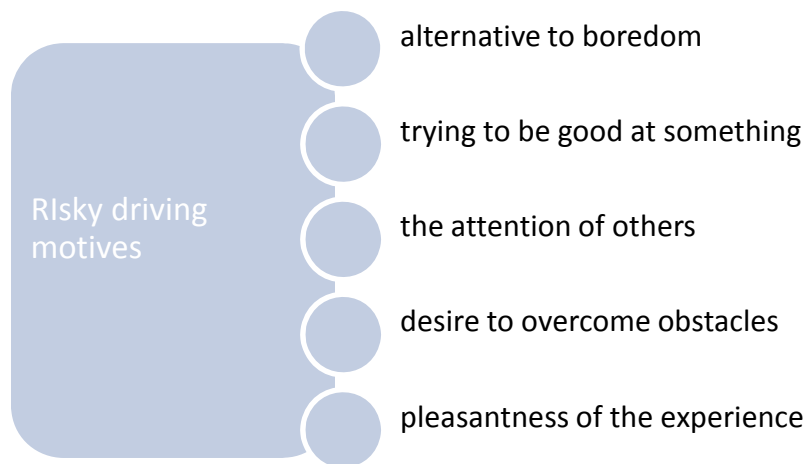 alternative to boredom
trying to be good at something
RIsky driving
motives
the attention of others
desire to overcome obstacles
pleasantness of the experience